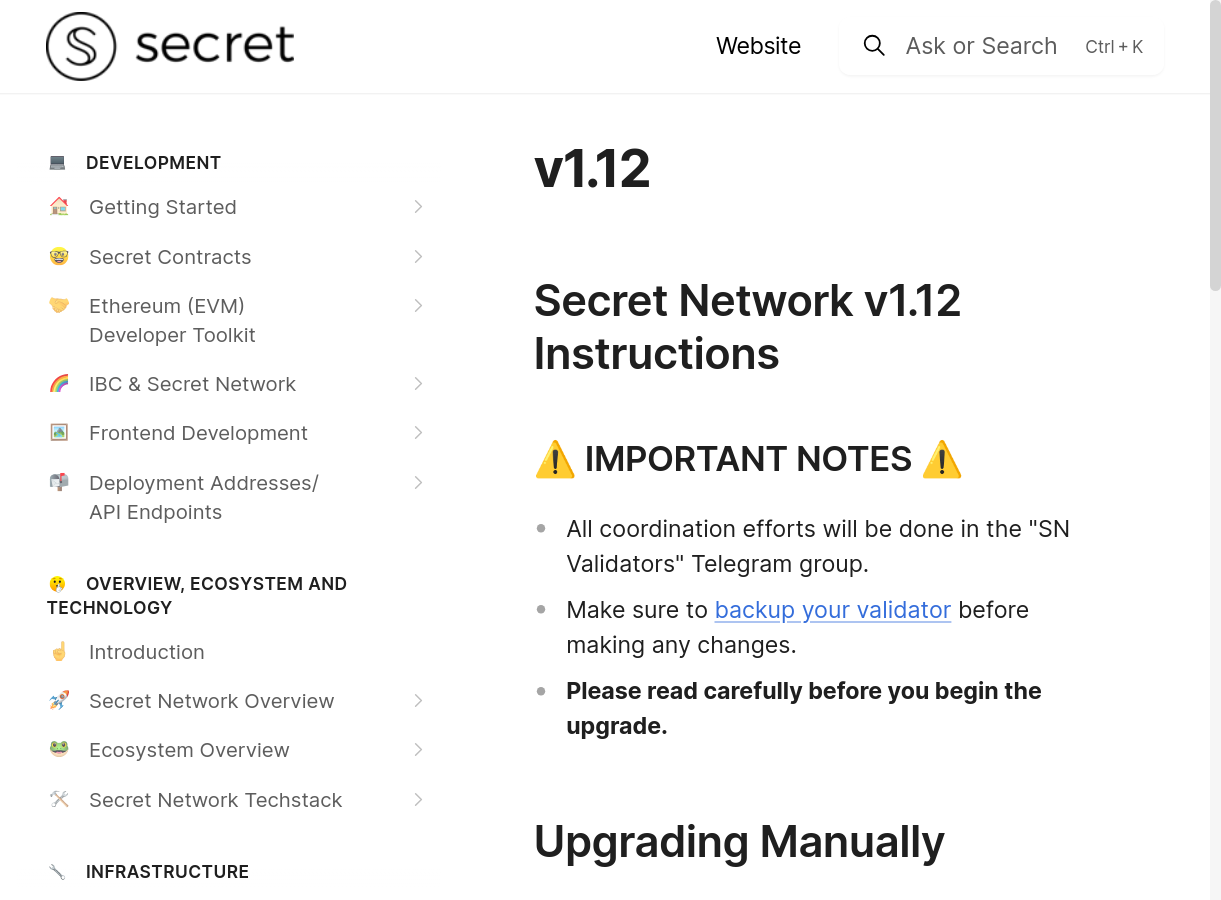 secret
Website
Ask or Search
Ctrl + K
DEVELOPMENT
Getting Started
Secret Contracts
Ethereum (EVM)
Developer Toolkit
IBC & Secret Network
Frontend Development
Deployment Addresses/
API Endpoints
OVERVIEW, ECOSYSTEM AND
TECHNOLOGY
Introduction
Secret Network Overview
Ecosystem Overview
Secret Network Techstack
INFRASTRUCTURE
v1.12
Secret Network v1.12
Instructions
⚠️ IMPORTANT NOTES ⚠️
All coordination efforts will be done in the "SN
Validators" Telegram group.
Make sure to backup your validator before
making any changes.
Please read carefully before you begin the
upgrade.
Upgrading Manually